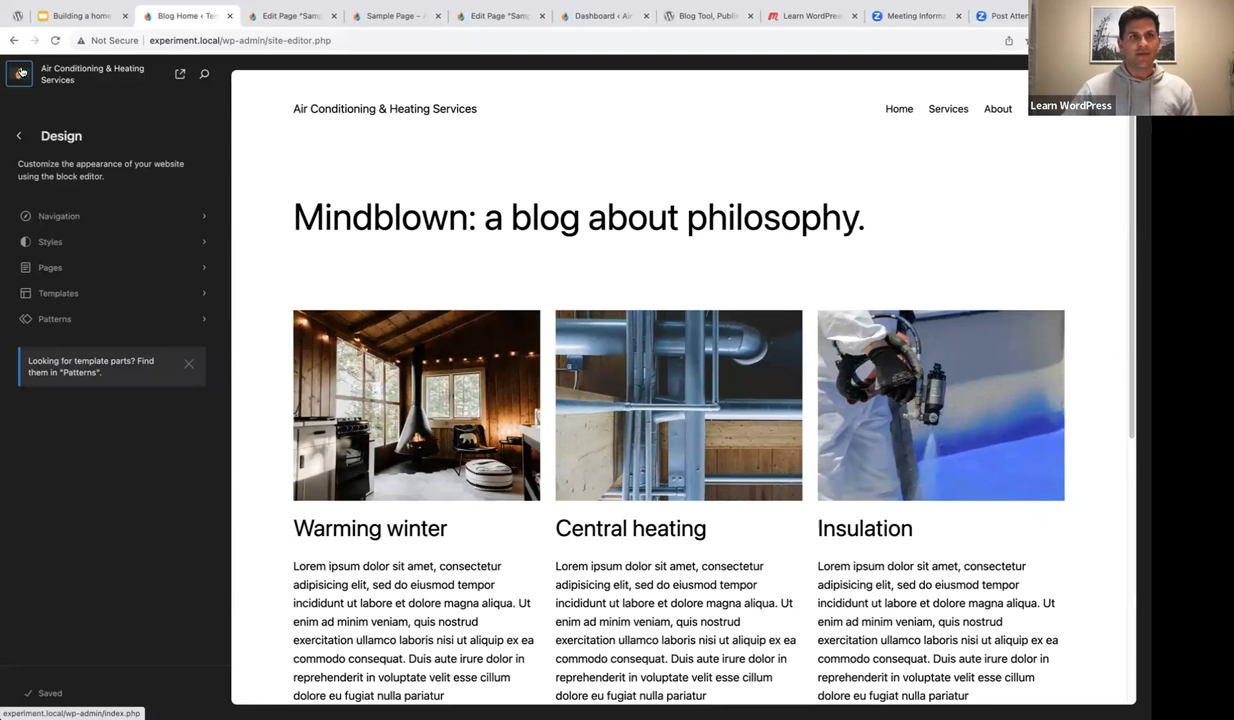 Building a home
Blog Home ‹ Tem
Edit Page "Samp
Sample Page – A
Edit Page "Samp
Dashboard ‹ Air
Blog Tool, Publis
Learn WordPress
Meeting Informa
Post Atten
Not Secure
experiment.local/wp-admin/site-editor.php
Learn WordPress
Air Conditioning & Heating
Services
Design
Customize the appearance of your website
using the block editor.
Navigation
Styles
Pages
Templates
Patterns
Looking for template parts? Find
them in "Patterns".
Saved
experiment.local/wp-admin/index.php
Air Conditioning & Heating Services
Home
Services
About
Mindblown: a blog about philosophy.
Warming winter
Lorem ipsum dolor sit amet, consectetur
adipisicing elit, sed do eiusmod tempor
incididunt ut labore et dolore magna aliqua. Ut
enim ad minim veniam, quis nostrud
exercitation ullamco laboris nisi ut aliquip ex ea
commodo consequat. Duis aute irure dolor in
reprehenderit in voluptate velit esse cillum
dolore eu fugiat nulla pariatur
Central heating
Lorem ipsum dolor sit amet, consectetur
adipisicing elit, sed do eiusmod tempor
incididunt ut labore et dolore magna aliqua. Ut
enim ad minim veniam, quis nostrud
exercitation ullamco laboris nisi ut aliquip ex ea
commodo consequat. Duis aute irure dolor in
reprehenderit in voluptate velit esse cillum
dolore eu fugiat nulla pariatur
Insulation
Lorem ipsum dolor sit amet, consectetur
adipisicing elit, sed do eiusmod tempor
incididunt ut labore et dolore magna aliqua. Ut
enim ad minim veniam, quis nostrud
exercitation ullamco laboris nisi ut aliquip ex ea
commodo consequat. Duis aute irure dolor in
reprehenderit in voluptate velit esse cillum
dolore eu fugiat nulla pariatur